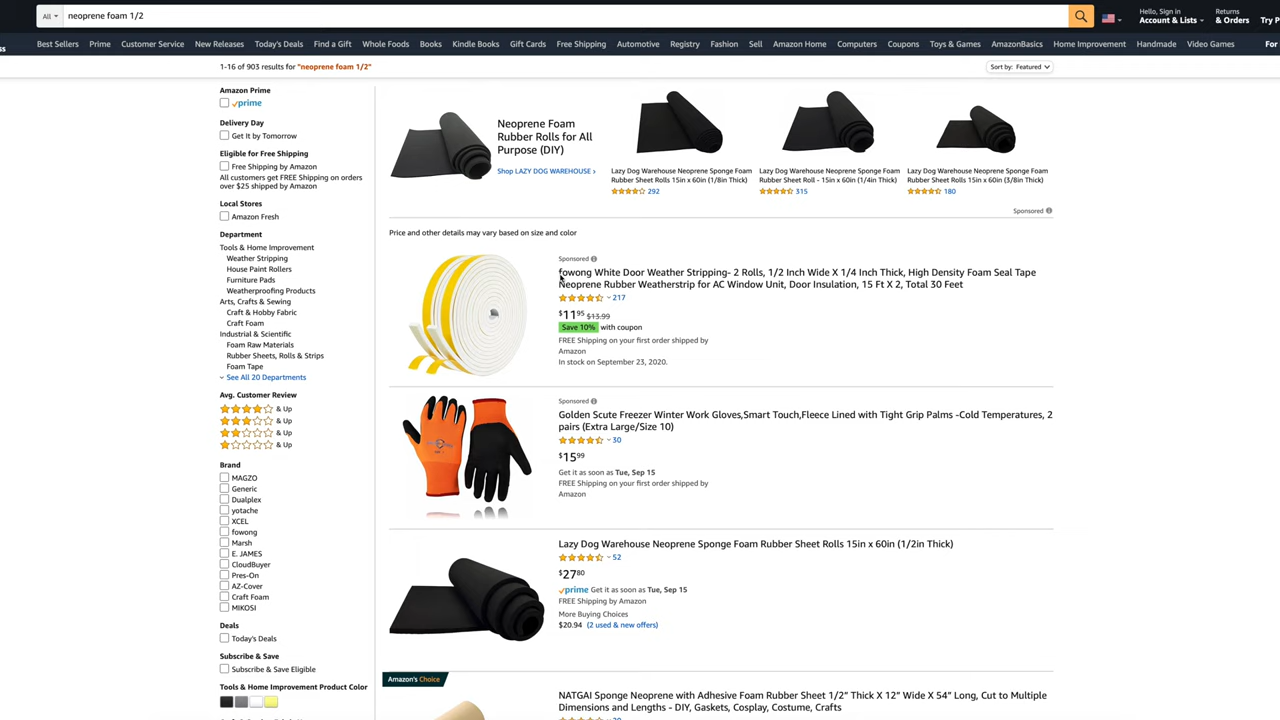 All
neoprene foam 1/2
Hello, Sign in
Account & Lists
Returns
& Orders
Try P
Best Sellers
Prime
Customer Service
New Releases
Today's Deals
Find a Gift
Whole Foods
Books
Kindle Books
Gift Cards
Free Shipping
Automotive
Registry
Fashion
Sell
Amazon Home
Computers
Coupons
Toys & Games
AmazonBasics
Home Improvement
Handmade
Video Games
For
1-16 of 903 results for "neoprene foam 1/2"
Sort by: Featured
Amazon Prime
prime
Delivery Day
Get It by Tomorrow
Eligible for Free Shipping
Free Shipping by Amazon
All customers get FREE Shipping on orders
over $25 shipped by Amazon
Local Stores
Amazon Fresh
Department
Tools & Home Improvement
Weather Stripping
House Paint Rollers
Furniture Pads
Weatherproofing Products
Arts, Crafts & Sewing
Craft & Hobby Fabric
Craft Foam
Industrial & Scientific
Foam Raw Materials
Rubber Sheets, Rolls & Strips
Foam Tape
See All 20 Departments
Avg. Customer Review
& Up
& Up
& Up
& Up
Brand
MAGZO
Generic
Dualplex
yotache
XCEL
fowong
Marsh
E. JAMES
CloudBuyer
Pres-On
AZ-Cover
Craft Foam
MIKOSI
Deals
Today's Deals
Subscribe & Save
Subscribe & Save Eligible
Tools & Home Improvement Product Color
Neoprene Foam
Rubber Rolls for All
Purpose (DIY)
Shop LAZY DOG WAREHOUSE ›
Lazy Dog Warehouse Neoprene Sponge Foam
Rubber Sheet Rolls 15in x 60in (1/8in Thick)
292
Lazy Dog Warehouse Neoprene Sponge Foam
Rubber Sheet Roll - 15in x 60in (1/4in Thick)
315
Lazy Dog Warehouse Neoprene Sponge Foam
Rubber Sheet Rolls 15in x 60in (3/8in Thick)
180
Sponsored
Price and other details may vary based on size and color
Sponsored
fowong White Door Weather Stripping- 2 Rolls, 1/2 Inch Wide X 1/4 Inch Thick, High Density Foam Seal Tape
Neoprene Rubber Weatherstrip for AC Window Unit, Door Insulation, 15 Ft X 2, Total 30 Feet
217
$11 95 $13.99
Save 10% with coupon
FREE Shipping on your first order shipped by
Amazon
In stock on September 23, 2020.
Sponsored
Golden Scute Freezer Winter Work Gloves,Smart Touch,Fleece Lined with Tight Grip Palms -Cold Temperatures, 2
pairs (Extra Large/Size 10)
30
$15 99
Get it as soon as Tue, Sep 15
FREE Shipping on your first order shipped by
Amazon
Lazy Dog Warehouse Neoprene Sponge Foam Rubber Sheet Rolls 15in x 60in (1/2in Thick)
52
$27 80
prime Get it as soon as Tue, Sep 15
FREE Shipping by Amazon
More Buying Choices
$20.94 (2 used & new offers)
Amazon's Choice
NATGAI Sponge Neoprene with Adhesive Foam Rubber Sheet 1/2" Thick X 12" Wide X 54" Long, Cut to Multiple
Dimensions and Lengths - DIY, Gaskets, Cosplay, Costume, Crafts